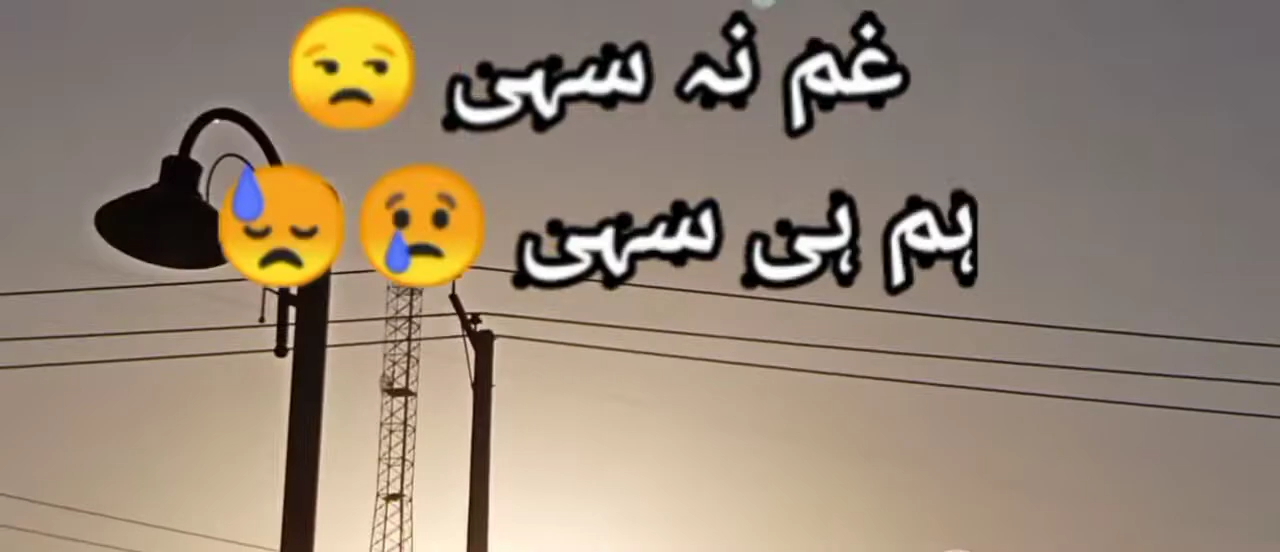 غم نہ سہی 😒
ہم ہی سہی 😢😓